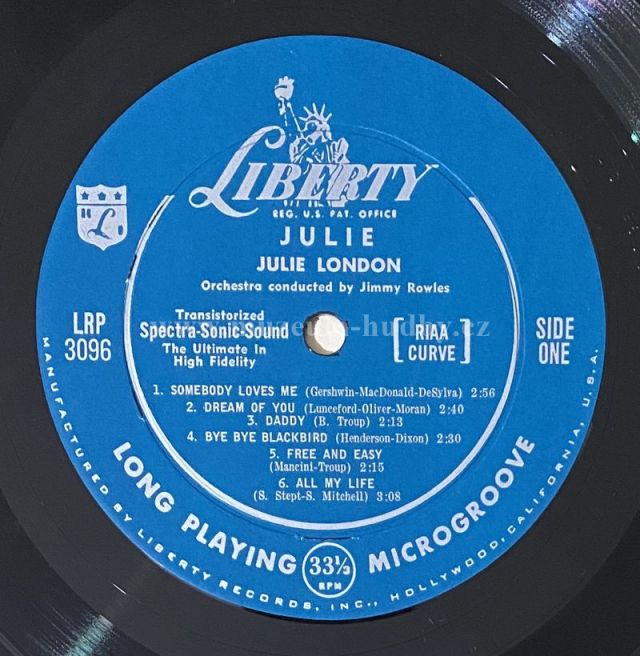 LIBERTY
REG. U.S. PAT. OFFICE
"L"
JULIE
JULIE LONDON
Orchestra conducted by Jimmy Rowles
LRP
3096
Transistorized
Spectra-Sonic-Sound
The Ultimate In
High Fidelity
[RIAA
CURVE]
SIDE
ONE
1. SOMEBODY LOVES ME (Gershwin-MacDonald-DeSylva) 2:56
2. DREAM OF YOU (Lunceford-Oliver-Moran) 2:40
3. DADDY (B. Troup) 2:13
4. BYE BYE BLACKBIRD (Henderson-Dixon) 2:30
5. FREE AND EASY
(Mancini-Troup) 2:15
6. ALL MY LIFE
(S. Stept-S. Mitchell) 3:08
LONG PLAYING 33⅓ RPM MICROGROOVE
MANUFACTURED BY LIBERTY RECORDS, INC., HOLLYWOOD, CALIFORNIA, U.S.A.